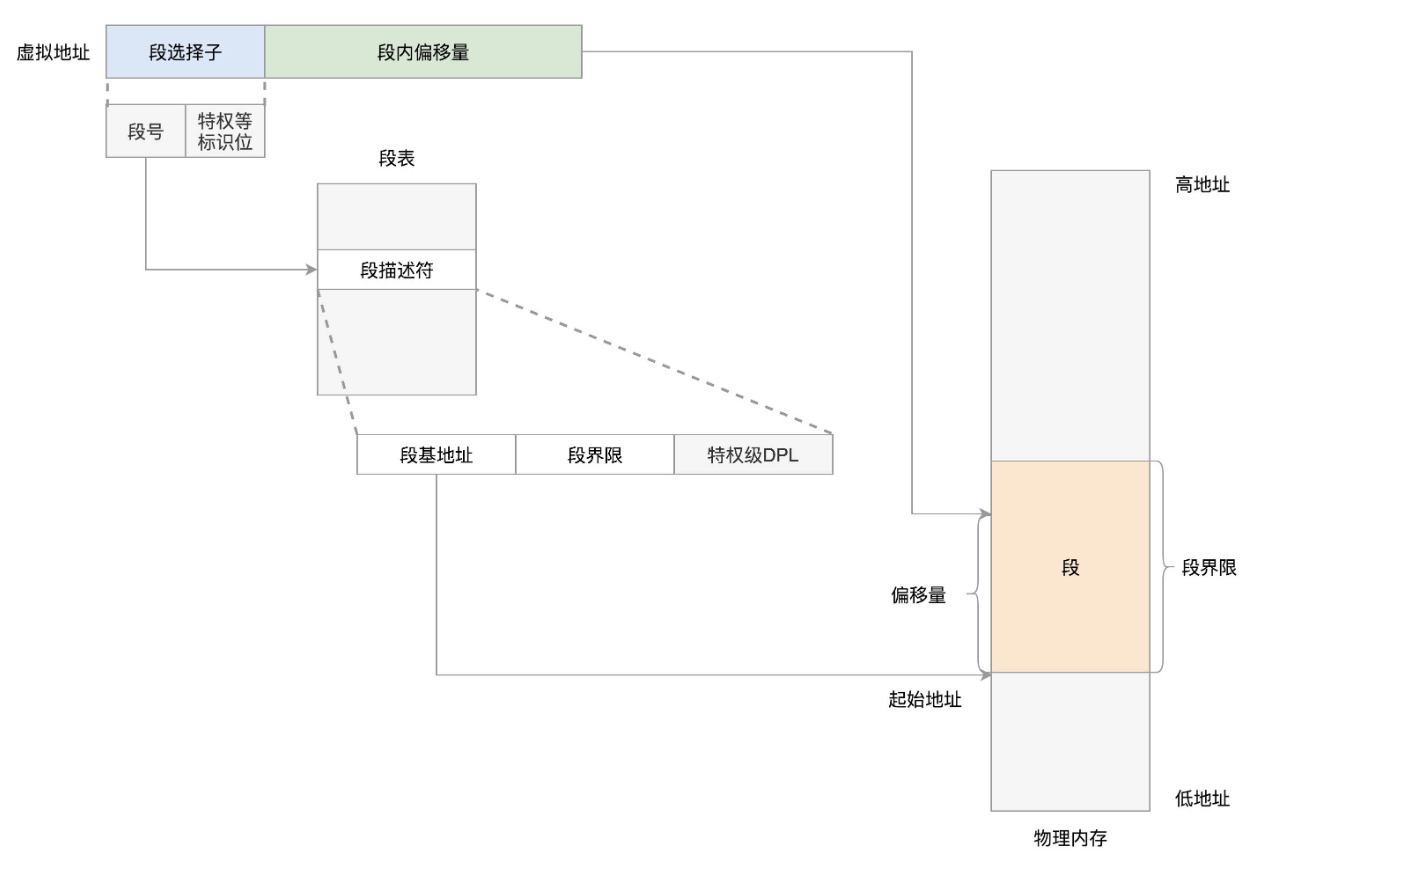 虚拟地址
段选择子
段内偏移量
段号
特权等
标识位
段表
高地址
段描述符
段基地址
段界限
特权级DPL
段
段界限
偏移量
起始地址
低地址
物理内存